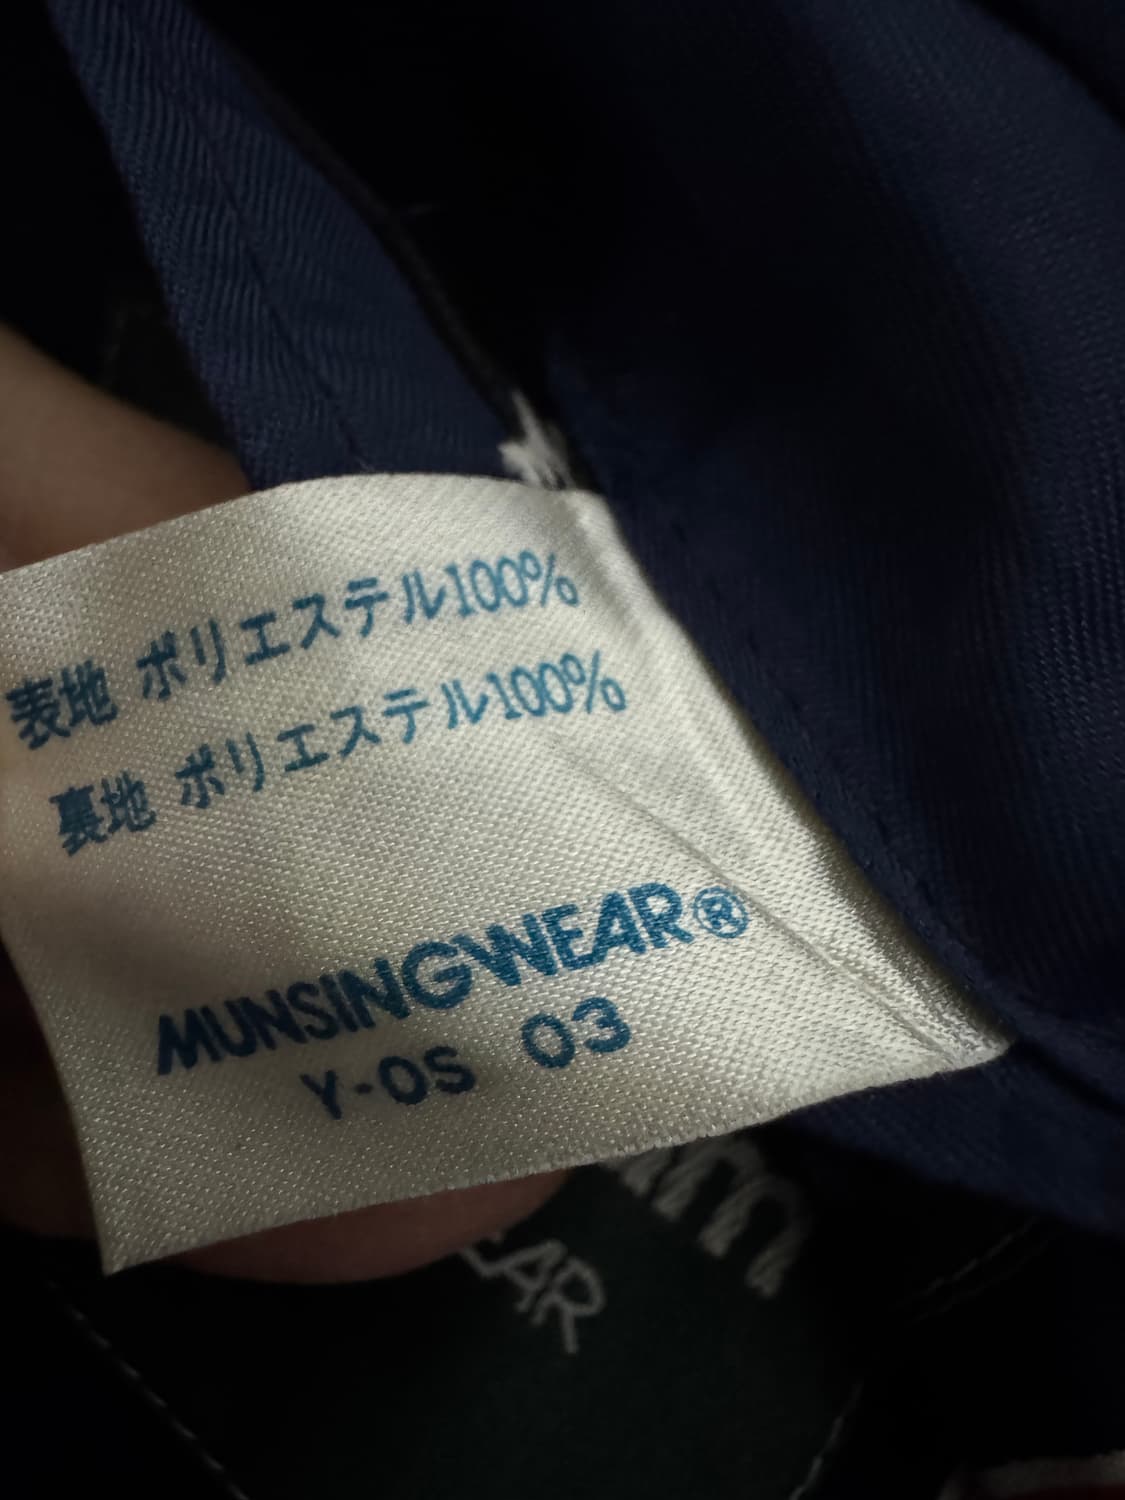 表地 ポリエステル100%
裏地 ポリエステル100%
MUNSINGWEAR®
Y-OS 03